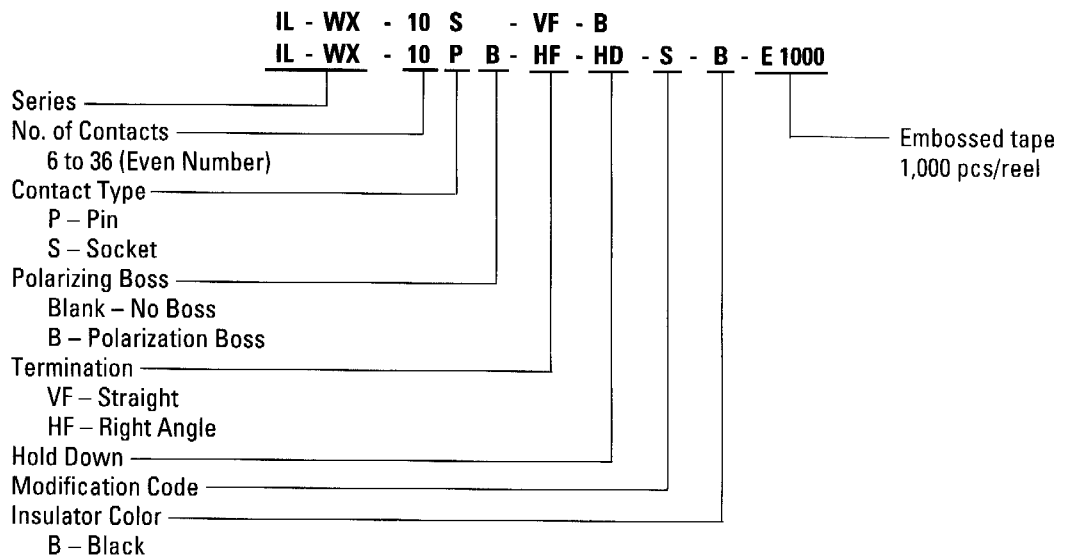 IL - WX - 10 S - VF - B
IL - WX - 10 P B - HF - HD - S - B - E 1000
Series
No. of Contacts
6 to 36 (Even Number)
Contact Type
P – Pin
S – Socket
Polarizing Boss
Blank – No Boss
B – Polarization Boss
Termination
VF – Straight
HF – Right Angle
Hold Down
Modification Code
Insulator Color
B – Black
Embossed tape
1,000 pcs/reel